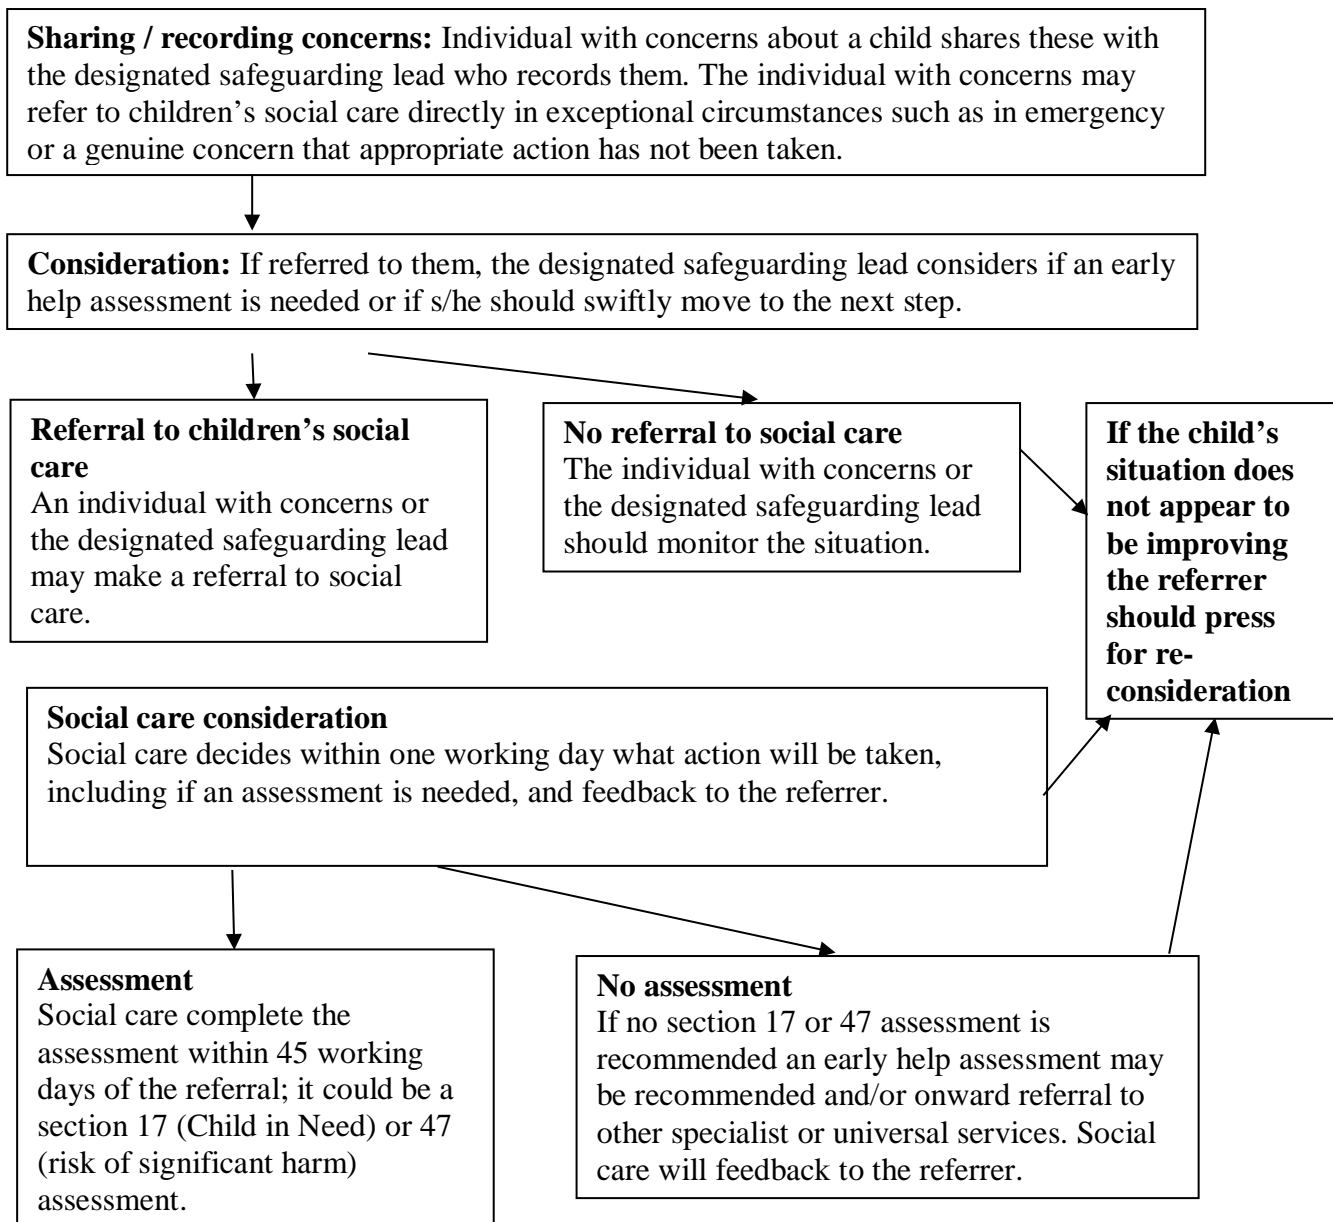 Sharing / recording concerns: Individual with concerns about a child shares these with
the designated safeguarding lead who records them. The individual with concerns may
refer to children’s social care directly in exceptional circumstances such as in emergency
or a genuine concern that appropriate action has not been taken.
Consideration: If referred to them, the designated safeguarding lead considers if an early
help assessment is needed or if s/he should swiftly move to the next step.
Referral to children’s social
care
An individual with concerns or
the designated safeguarding lead
may make a referral to social
care.
No referral to social care
The individual with concerns or
the designated safeguarding lead
should monitor the situation.
If the child’s
situation does
not appear to
be improving
the referrer
should press
for re-
consideration
Social care consideration
Social care decides within one working day what action will be taken,
including if an assessment is needed, and feedback to the referrer.
Assessment
Social care complete the
assessment within 45 working
days of the referral; it could be a
section 17 (Child in Need) or 47
(risk of significant harm)
assessment.
No assessment
If no section 17 or 47 assessment is
recommended an early help assessment may
be recommended and/or onward referral to
other specialist or universal services. Social
care will feedback to the referrer.